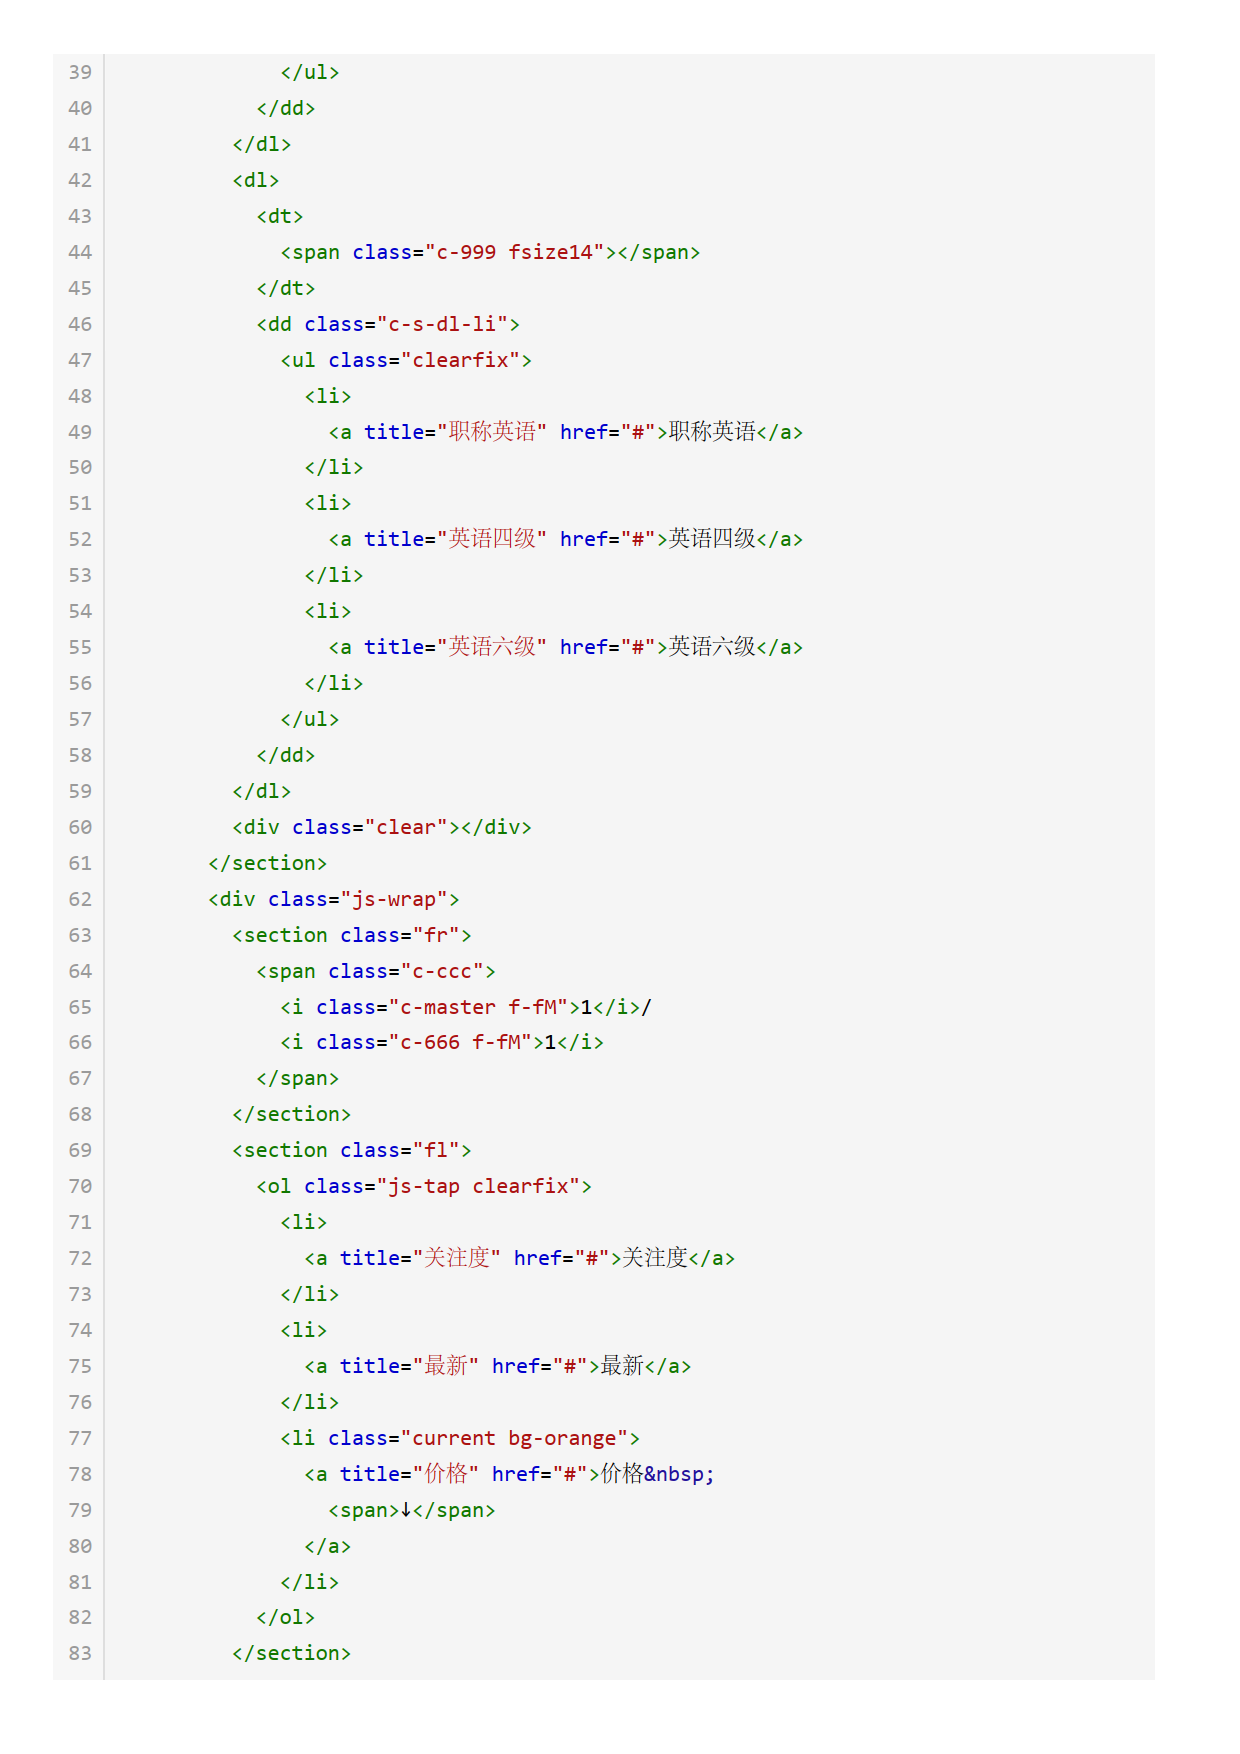 39 </ul>
40 </dd>
41 </dl>
42 <dl>
43 <dt>
44 <span class="c-999 fsize14"></span>
45 </dt>
46 <dd class="c-s-dl-li">
47 <ul class="clearfix">
48 <li>
49 <a title="职称英语" href="#">职称英语</a>
50 </li>
51 <li>
52 <a title="英语四级" href="#">英语四级</a>
53 </li>
54 <li>
55 <a title="英语六级" href="#">英语六级</a>
56 </li>
57 </ul>
58 </dd>
59 </dl>
60 <div class="clear"></div>
61 </section>
62 <div class="js-wrap">
63 <section class="fr">
64 <span class="c-ccc">
65 <i class="c-master f-fM">1</i>/
66 <i class="c-666 f-fM">1</i>
67 </span>
68 </section>
69 <section class="fl">
70 <ol class="js-tap clearfix">
71 <li>
72 <a title="关注度" href="#">关注度</a>
73 </li>
74 <li>
75 <a title="最新" href="#">最新</a>
76 </li>
77 <li class="current bg-orange">
78 <a title="价格" href="#">价格&nbsp;
79 <span>↓</span>
80 </a>
81 </li>
82 </ol>
83 </section>